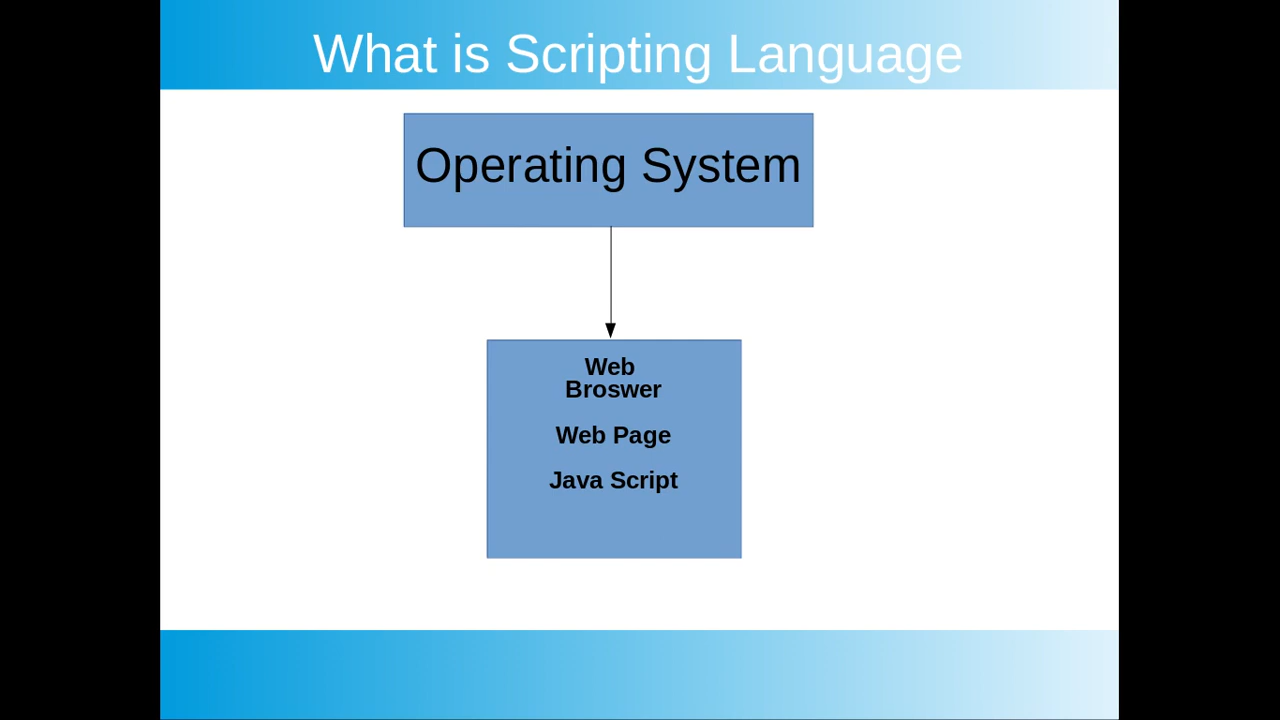 What is Scripting Language
Operating System
Web
Broswer
Web Page
Java Script